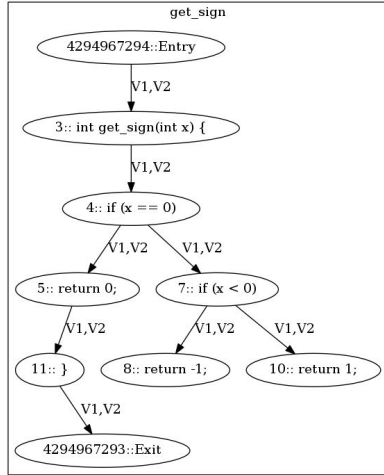 get_sign
4294967294::Entry
V1,V2
3:: int get_sign(int x) {
V1,V2
4:: if (x == 0)
V1,V2 V1,V2
5:: return 0; 7:: if (x < 0)
V1,V2 V1,V2 V1,V2
11:: } 8:: return -1; 10:: return 1;
V1,V2
4294967293::Exit